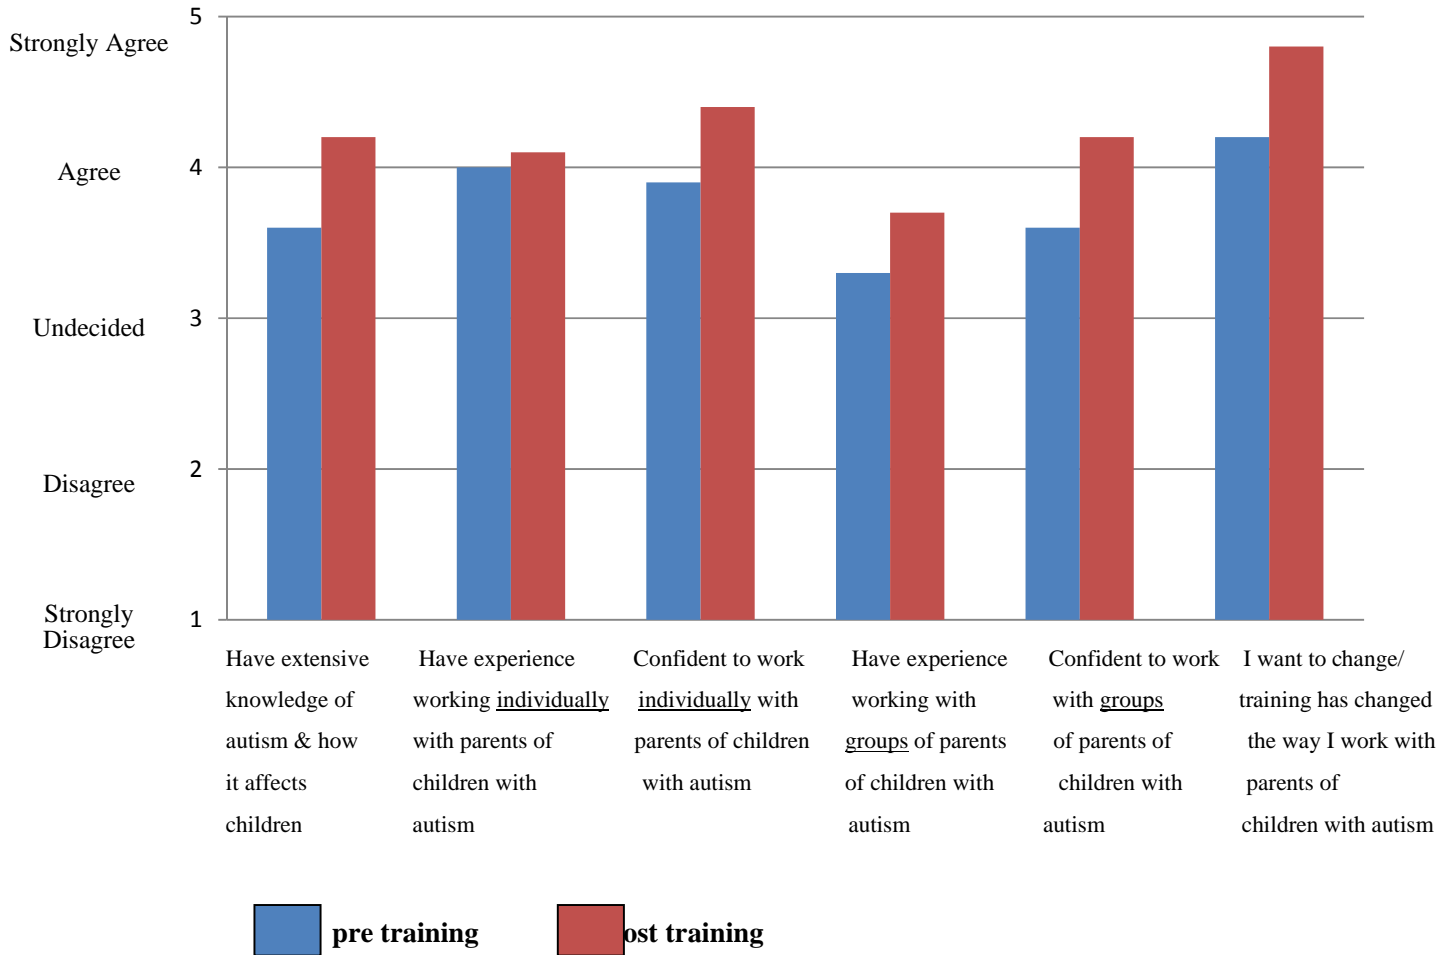 5
Strongly Agree
Agree
4
Undecided
3
Disagree
2
Strongly
Disagree
1
Have extensive
knowledge of
autism & how
it affects
children
Have experience
working individually
with parents of
children with
autism
Confident to work
individually with
parents of children
with autism
Have experience
working with
groups of parents
of children with
autism
Confident to work
with groups
of parents of
children with
autism
I want to change/
training has changed
the way I work with
parents of
children with autism
pre training
ost training